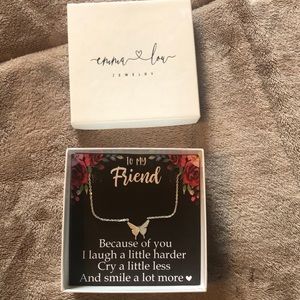 emma lou
JEWELRY
TO MY
Friend
Because of you
I laugh a little harder
Cry a little less
And smile a lot more ♥